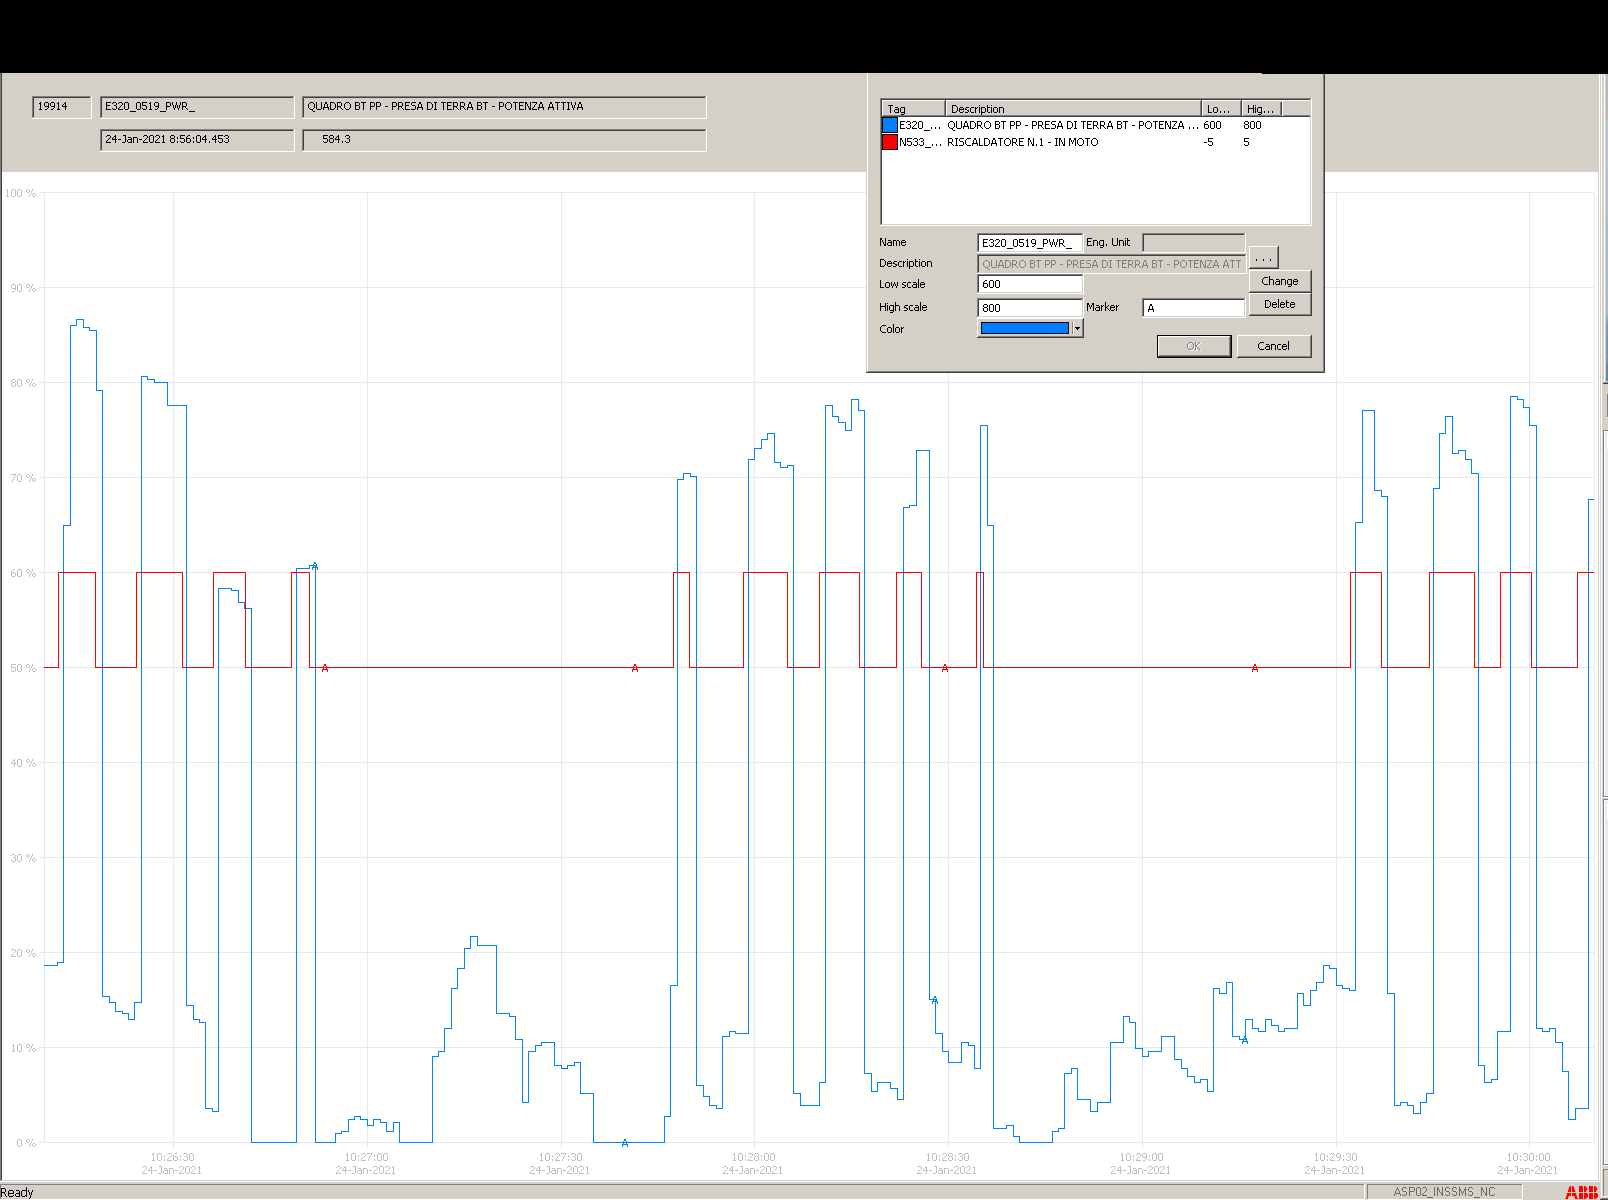 19914 E320_0519_PWR_ QUADRO BT PP - PRESA DI TERRA BT - POTENZA ATTIVA
24-Jan-2021 8:56:04.453 584.3
Tag Description Lo... Hig...
E320_... QUADRO BT PP - PRESA DI TERRA BT - POTENZA ... 600 800
N533_... RISCALDATORE N.1 - IN MOTO -5 5
Name E320_0519_PWR_ Eng. Unit
Description QUADRO BT PP - PRESA DI TERRA BT - POTENZA ATT ...
Low scale 600 Change
High scale 800 Marker A Delete
Color
OK Cancel
100 %
90 %
80 %
70 %
60 %
50 %
40 %
30 %
20 %
10 %
0 %
A
A A A A
A
A
A
10:26:30 10:27:00 10:27:30 10:28:00 10:28:30 10:29:00 10:29:30 10:30:00
24-Jan-2021 24-Jan-2021 24-Jan-2021 24-Jan-2021 24-Jan-2021 24-Jan-2021 24-Jan-2021 24-Jan-2021
Ready ASP02_INSSMS_NC ABB